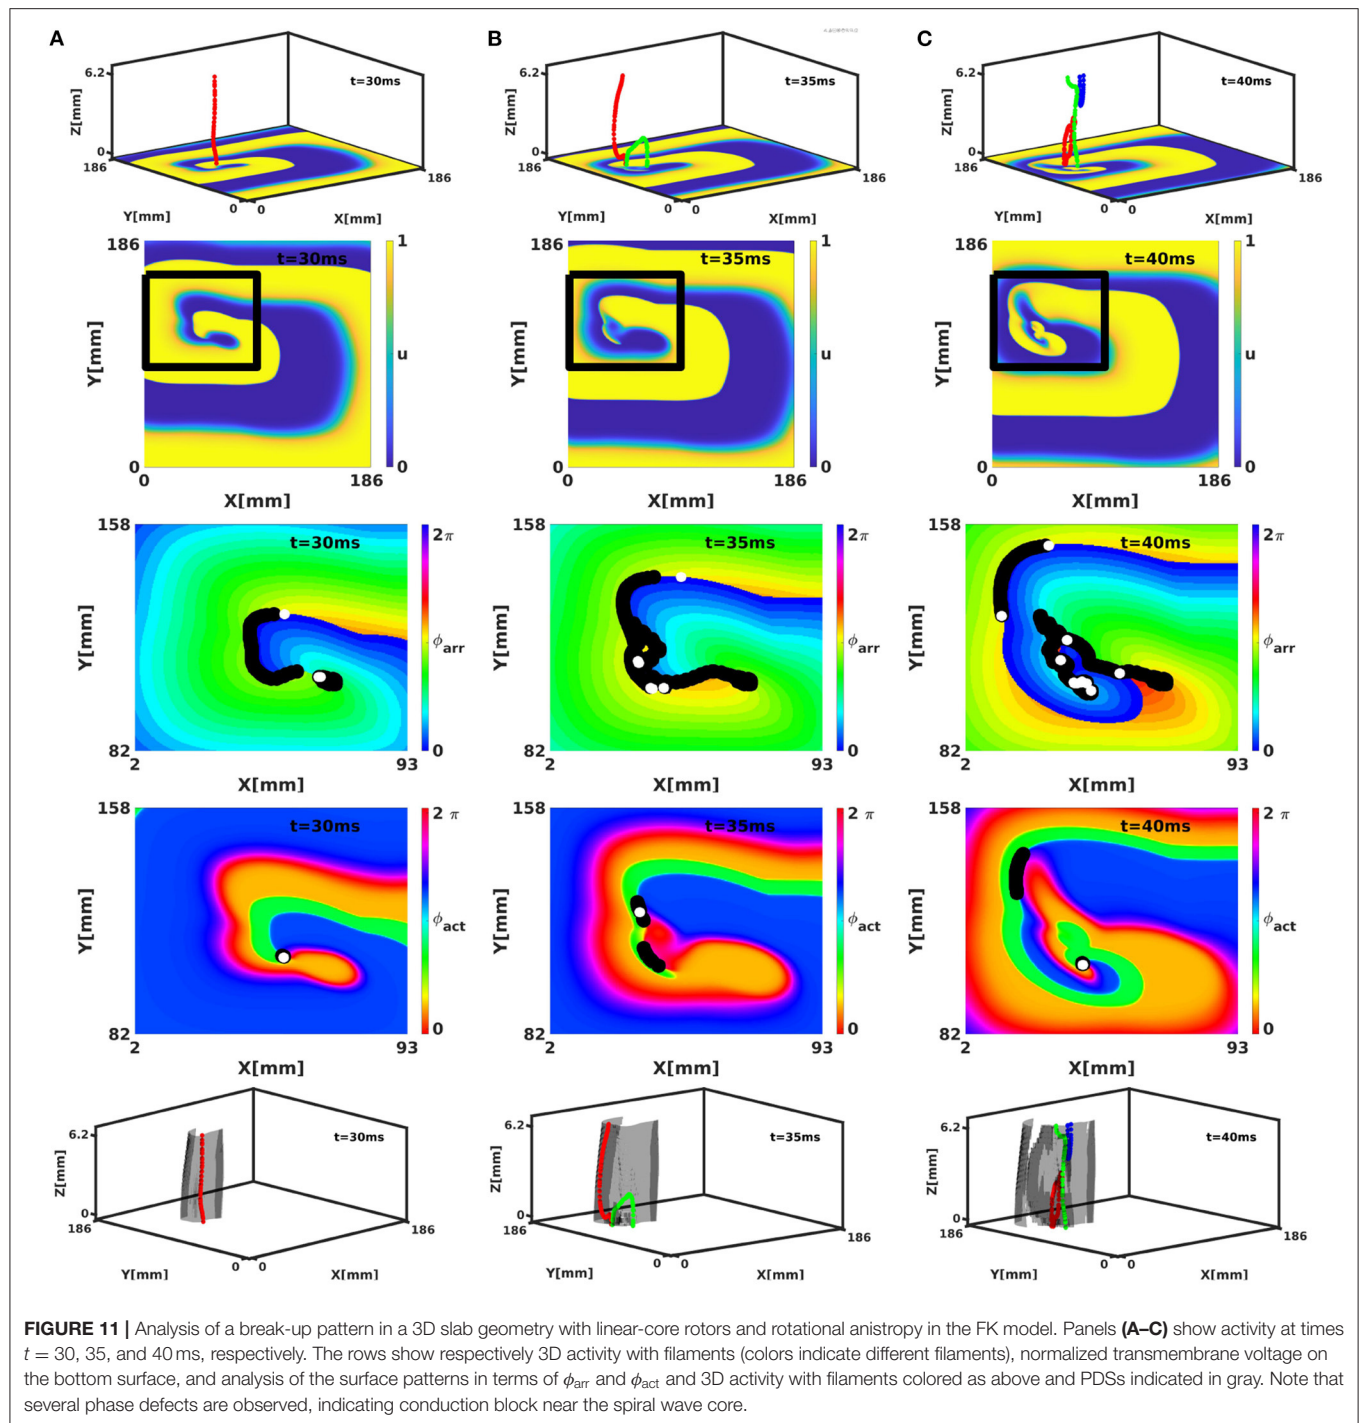 A
B
C
6.2
Z[mm]
0
186
t=30ms
186
Y[mm]
0 0
X[mm]
6.2
Z[mm]
0
186
t=35ms
186
Y[mm]
0 0
X[mm]
6.2
Z[mm]
0
186
t=40ms
186
Y[mm]
0 0
X[mm]
186
Y[mm]
0
t=30ms
0
186
X[mm]
1
u
0
186
Y[mm]
0
t=35ms
0
186
X[mm]
1
u
0
186
Y[mm]
0
t=40ms
0
186
X[mm]
1
u
0
158
Y[mm]
82
t=30ms
2
93
X[mm]
2π
ϕarr
0
158
Y[mm]
82
t=35ms
2
93
X[mm]
2π
ϕarr
0
158
Y[mm]
82
t=40ms
2
93
X[mm]
2π
ϕarr
0
158
Y[mm]
82
t=30ms
2
93
X[mm]
2 π
ϕact
0
158
Y[mm]
82
t=35ms
2
93
X[mm]
2 π
ϕact
0
158
Y[mm]
82
t=40ms
2
93
X[mm]
2 π
ϕact
0
6.2
Z[mm]
0
186
t=30ms
186
Y[mm]
0 0
X[mm]
6.2
Z[mm]
0
186
t=35ms
186
Y[mm]
0 0
X[mm]
6.2
Z[mm]
0
186
t=40ms
186
Y[mm]
0 0
X[mm]
FIGURE 11 | Analysis of a break-up pattern in a 3D slab geometry with linear-core rotors and rotational anistropy in the FK model. Panels (A–C) show activity at times
t = 30, 35, and 40 ms, respectively. The rows show respectively 3D activity with filaments (colors indicate different filaments), normalized transmembrane voltage on
the bottom surface, and analysis of the surface patterns in terms of ϕarr and ϕact and 3D activity with filaments colored as above and PDSs indicated in gray. Note that
several phase defects are observed, indicating conduction block near the spiral wave core.